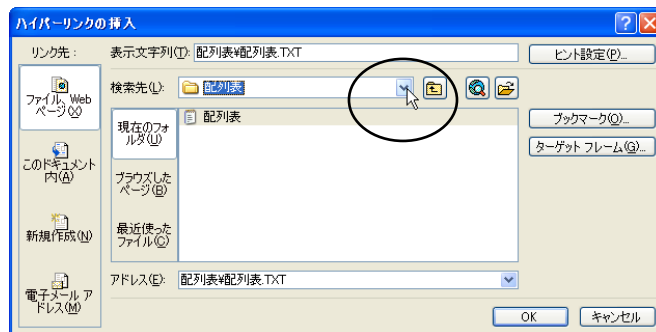 ハイパーリンクの挿入
リンク先：
表示文字列(T): 配列表¥配列表.TXT
ヒント設定(P)...
ファイル、Web
ページ(X)
検索先(L):
配列表
現在のフォ
ルダ(U)
配列表
ブックマーク(O)...
ターゲット フレーム(G)...
このドキュメント
内(A)
ブラウズした
ページ(B)
新規作成(N)
最近使った
ファイル(C)
電子メール ア
ドレス(M)
アドレス(E):
配列表¥配列表.TXT
OK
キャンセル